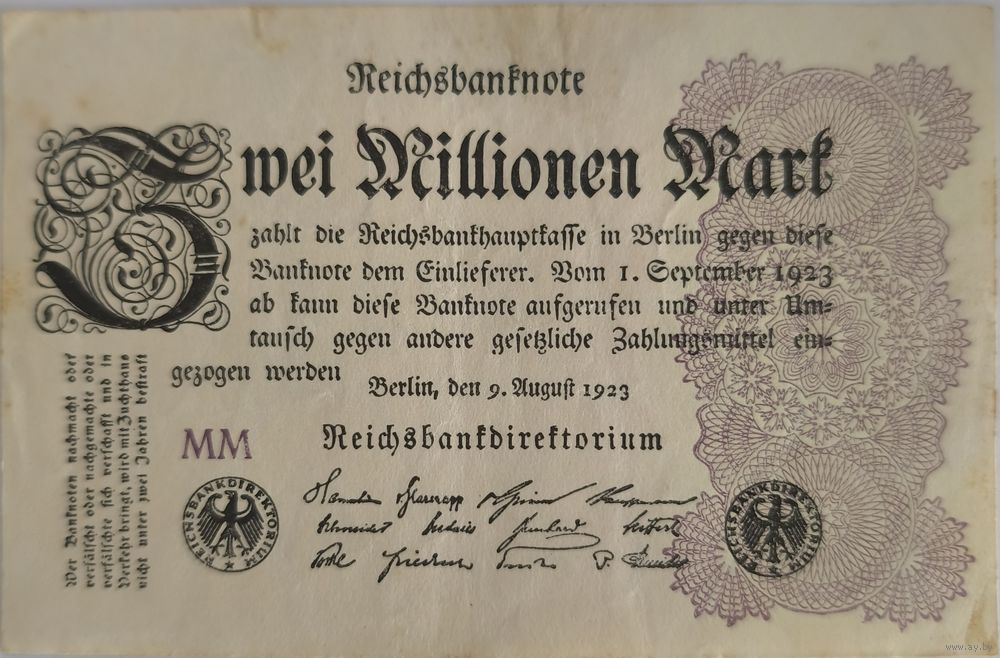 Reichsbanknote
Zwei Millionen Mark
zahlt die Reichsbankhauptkasse in Berlin gegen diese
Banknote dem Einlieferer. Vom 1. September 1923
ab kann diese Banknote aufgerufen und unter Um-
tausch gegen andere gesetzliche Zahlungsmittel ein-
gezogen werden
Berlin, den 9. August 1923
Reichsbankdirektorium
MM
REICHSBANKDIREKTORIUM
REICHSBANKDIREKTORIUM
Wer Banknoten nachmacht oder
verfälscht oder nachgemachte oder
verfälschte sich verschafft und in
Verkehr bringt, wird mit Zuchthaus
nicht unter zwei Jahren bestraft
www.ay.by